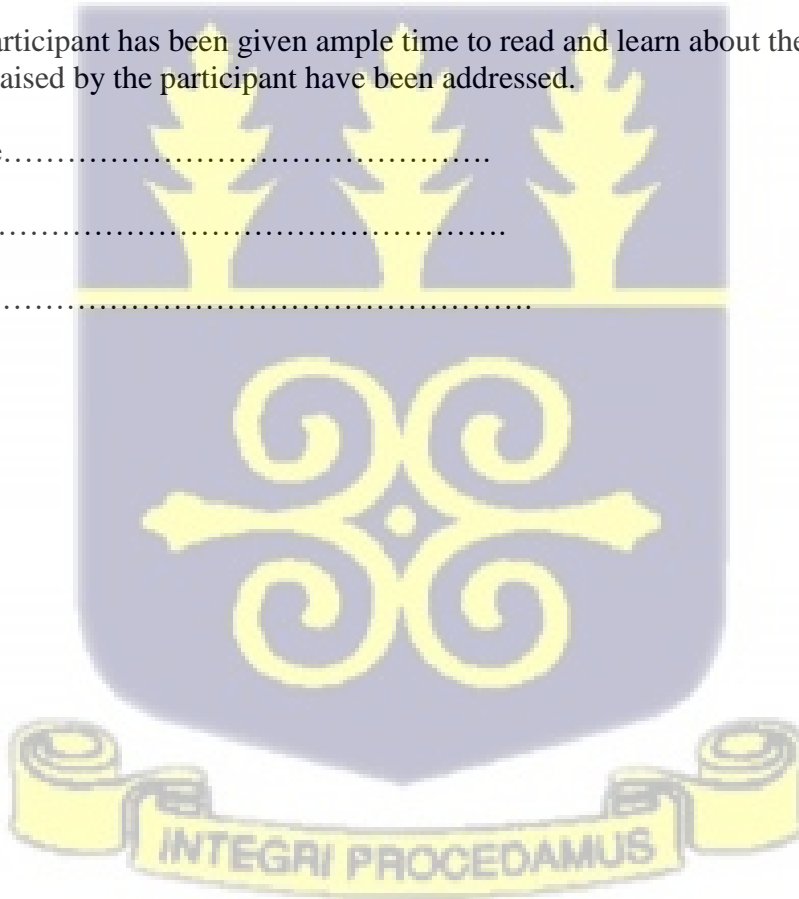 articipant has been given ample time to read and learn about the
aised by the participant have been addressed.
e……………………………………………….
………………………………………………….
…………………………………………………….
INTEGRI PROCEDAMUS